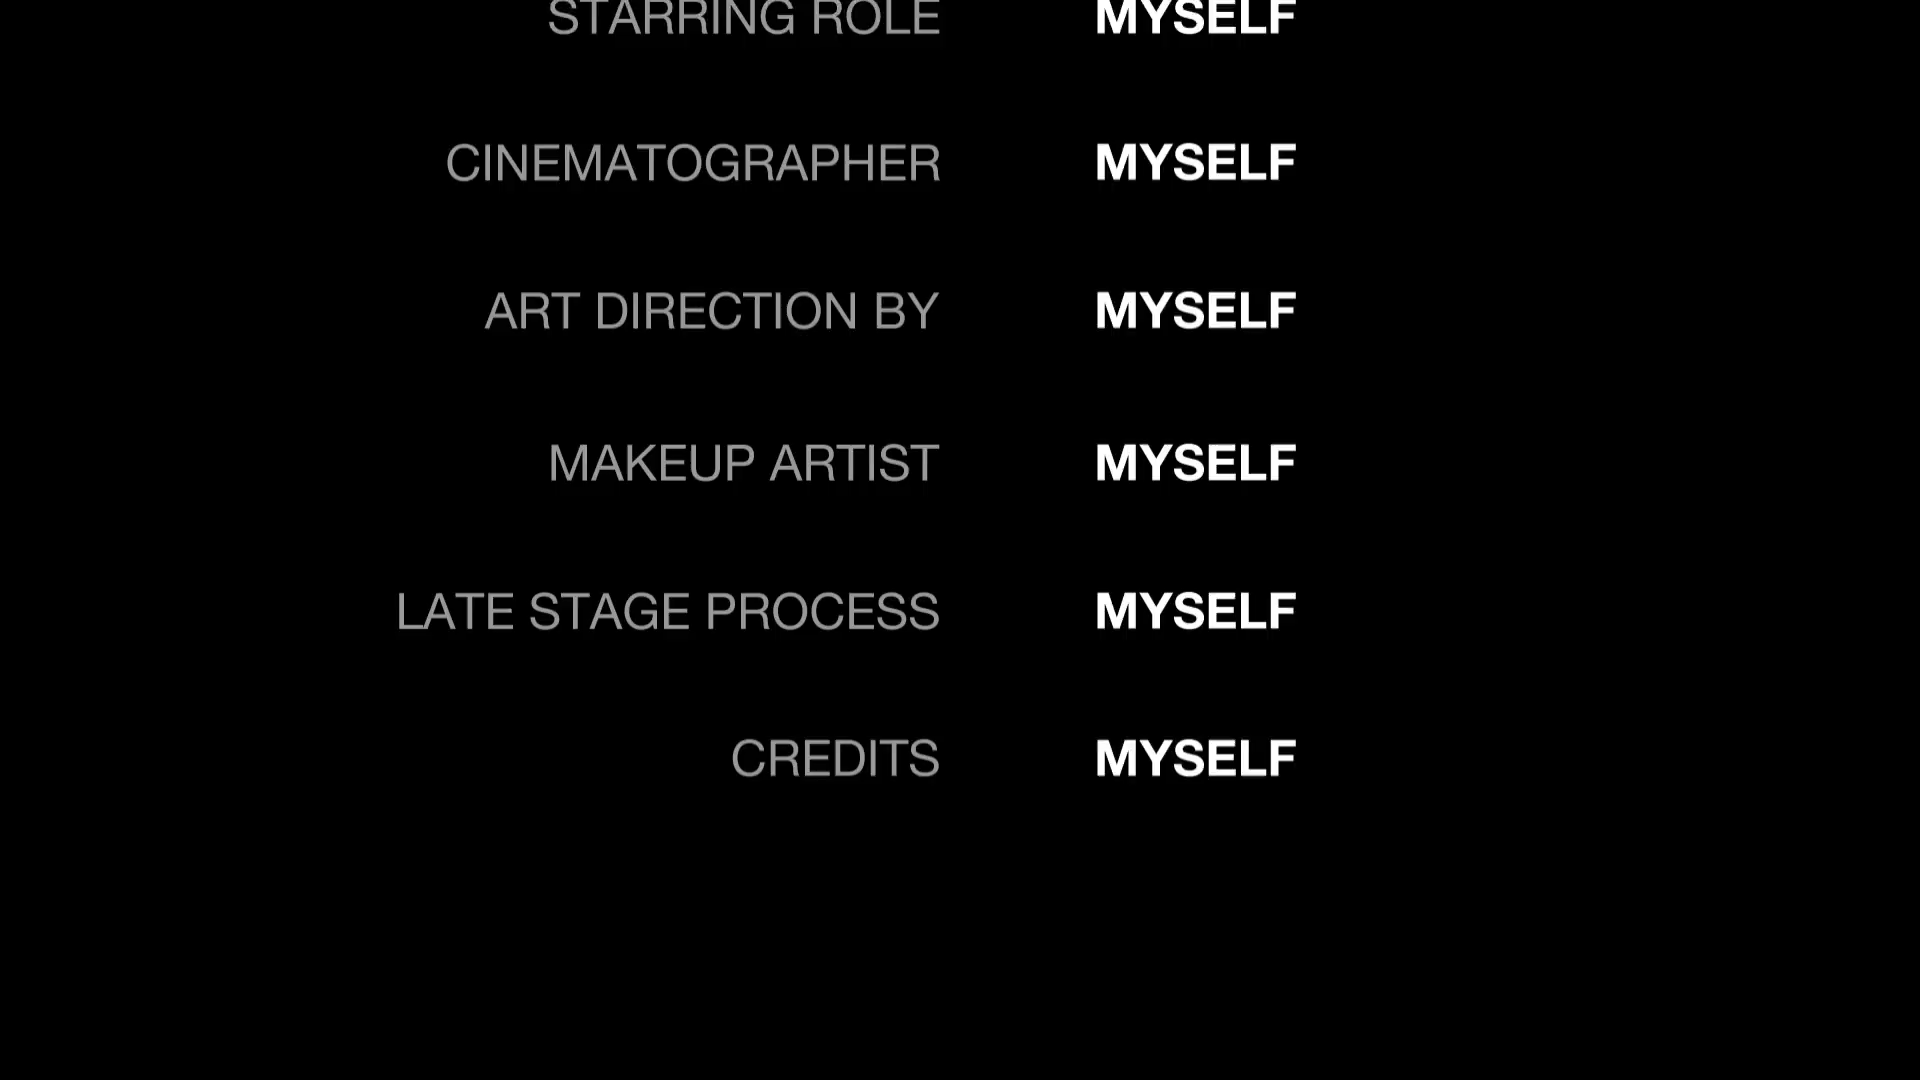 STARRING ROLE MYSELF
CINEMATOGRAPHER MYSELF
ART DIRECTION BY MYSELF
MAKEUP ARTIST MYSELF
LATE STAGE PROCESS MYSELF
CREDITS MYSELF